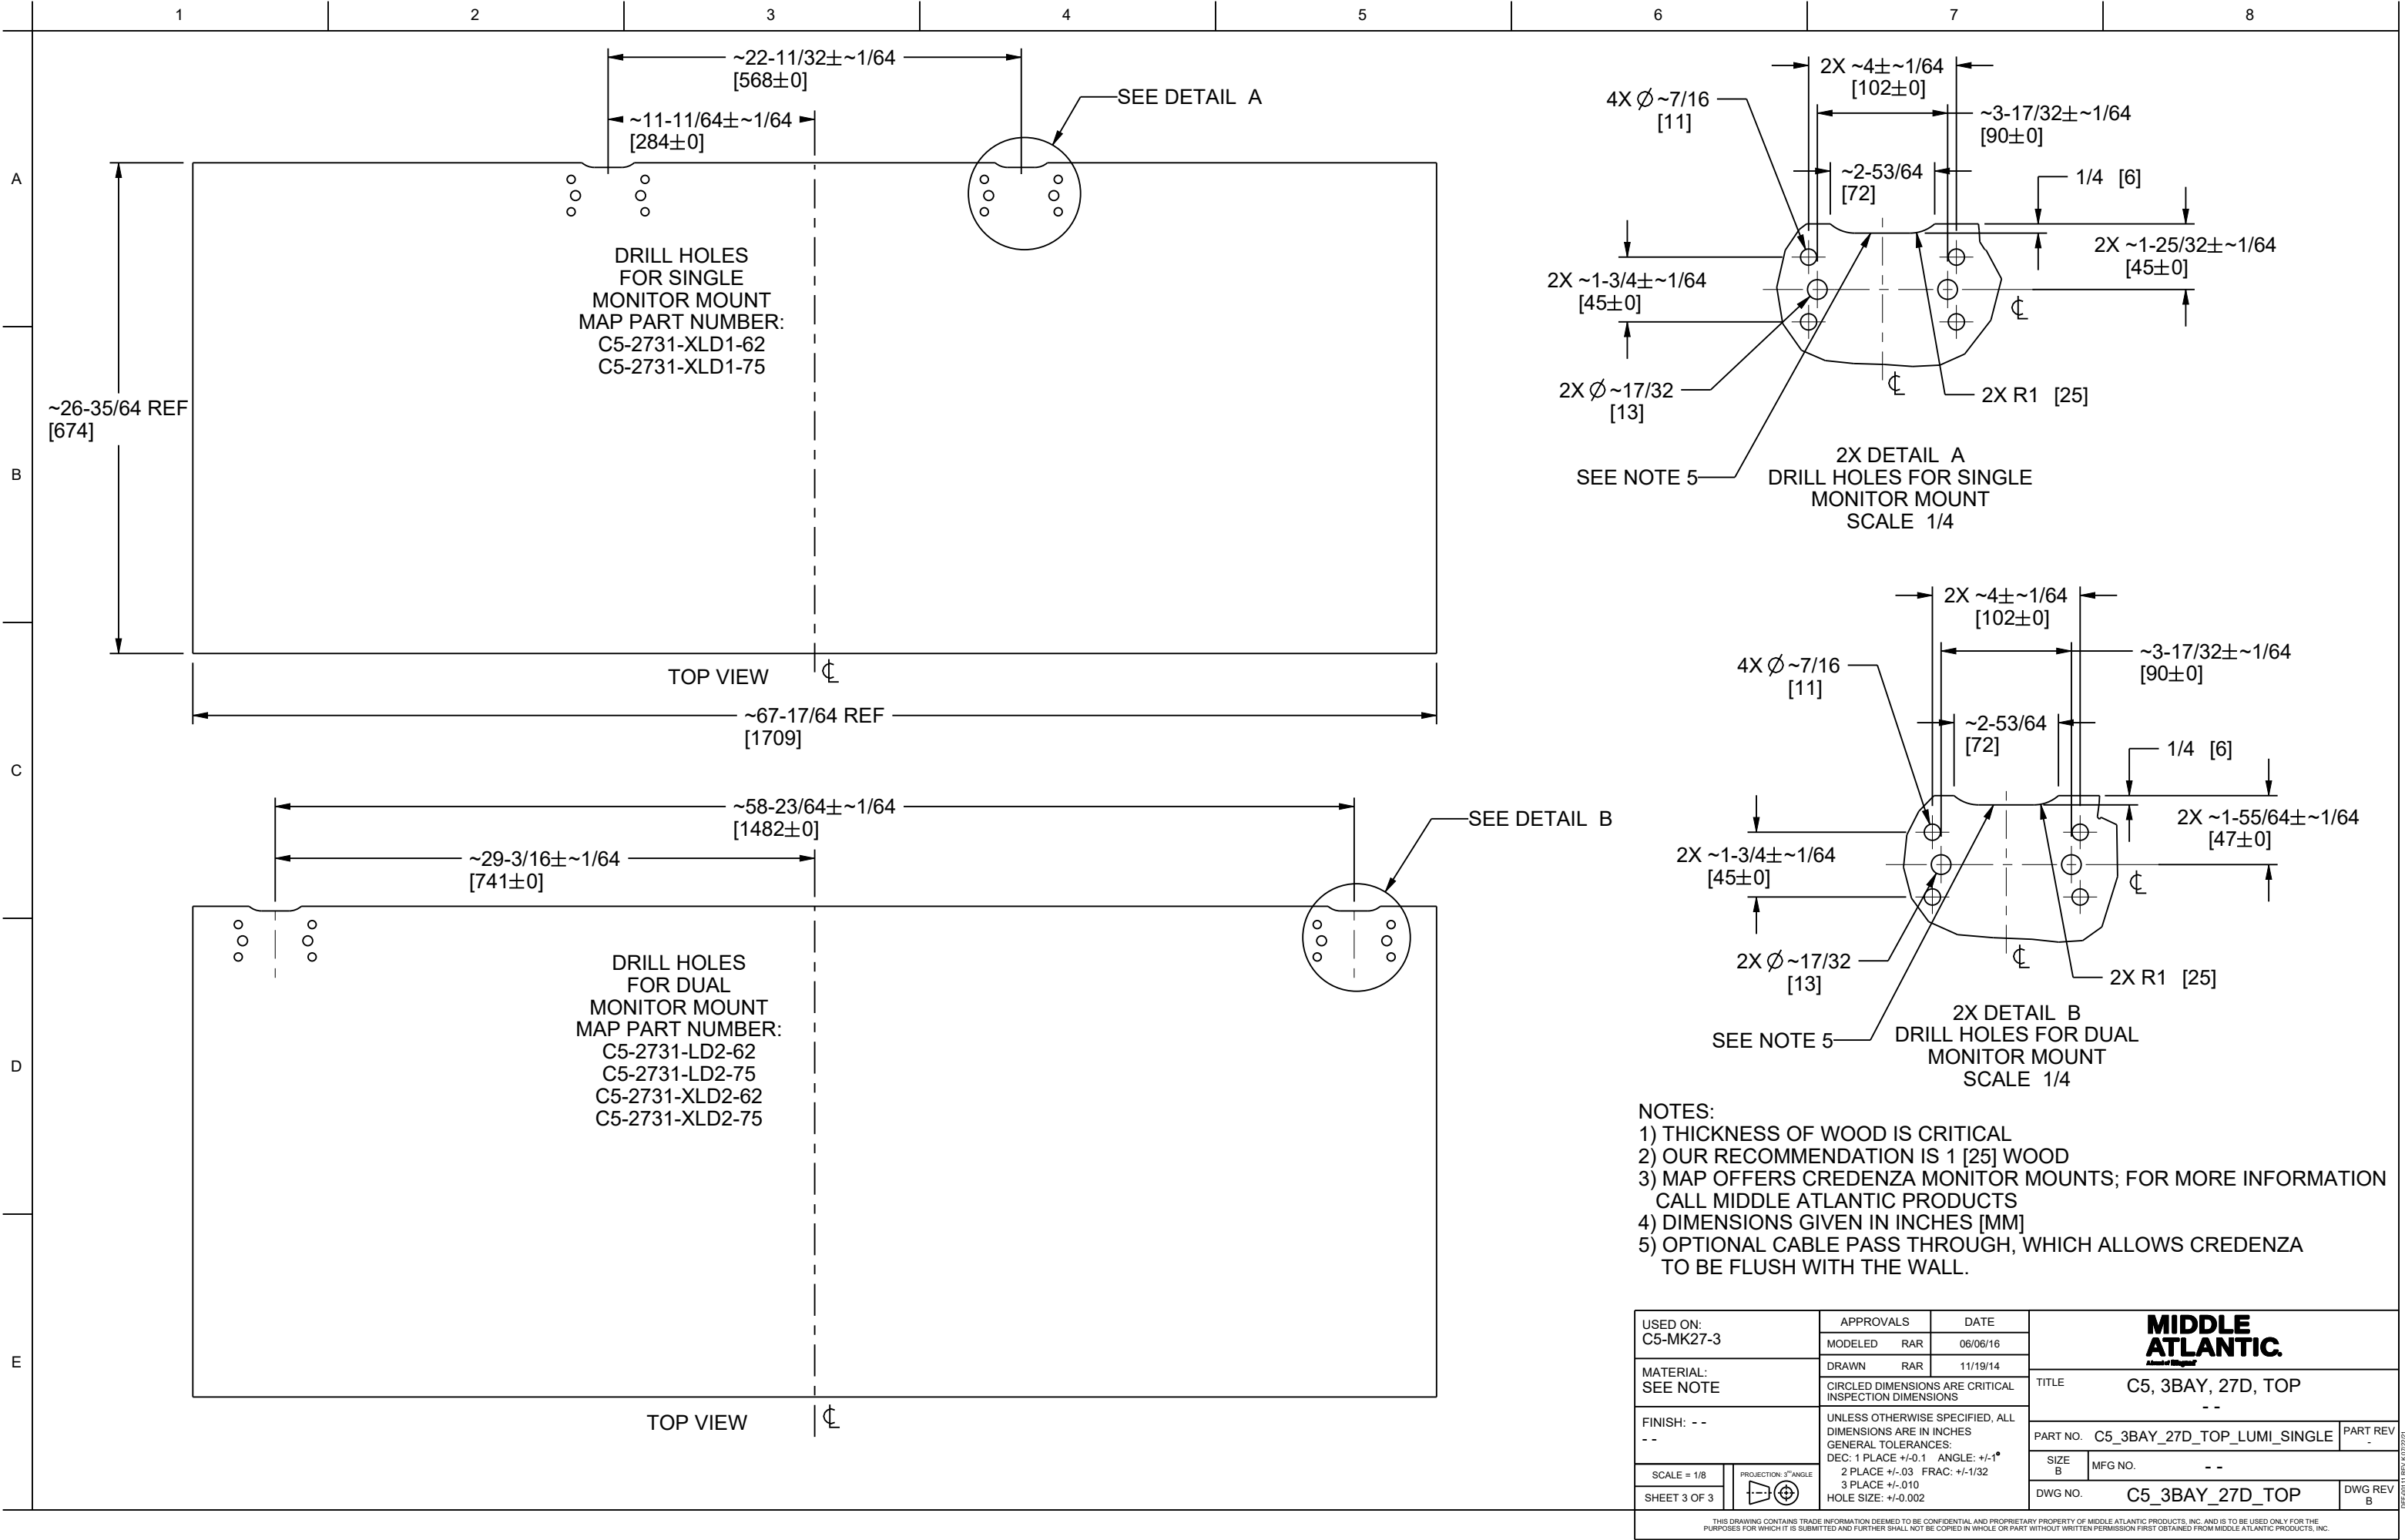 1 2 3 4 5 6 7 8
A
B
C
D
E
~22-11/32±~1/64
[568±0]
~11-11/64±~1/64
[284±0]
SEE DETAIL A
~26-35/64 REF
[674]
DRILL HOLES
FOR SINGLE
MONITOR MOUNT
MAP PART NUMBER:
C5-2731-XLD1-62
C5-2731-XLD1-75
TOP VIEW
℄
~67-17/64 REF
[1709]
2X ~4±~1/64
[102±0]
4X ∅ ~7/16
[11]
~3-17/32±~1/64
[90±0]
~2-53/64
[72]
1/4 [6]
2X ~1-25/32±~1/64
[45±0]
2X ~1-3/4±~1/64
[45±0]
℄
℄
2X ∅ ~17/32
[13]
2X R1 [25]
SEE NOTE 5
2X DETAIL A
DRILL HOLES FOR SINGLE
MONITOR MOUNT
SCALE 1/4
~58-23/64±~1/64
[1482±0]
~29-3/16±~1/64
[741±0]
SEE DETAIL B
DRILL HOLES
FOR DUAL
MONITOR MOUNT
MAP PART NUMBER:
C5-2731-LD2-62
C5-2731-LD2-75
C5-2731-XLD2-62
C5-2731-XLD2-75
TOP VIEW
℄
2X ~4±~1/64
[102±0]
4X ∅ ~7/16
[11]
~3-17/32±~1/64
[90±0]
~2-53/64
[72]
1/4 [6]
2X ~1-55/64±~1/64
[47±0]
2X ~1-3/4±~1/64
[45±0]
℄
℄
2X ∅ ~17/32
[13]
2X R1 [25]
SEE NOTE 5
2X DETAIL B
DRILL HOLES FOR DUAL
MONITOR MOUNT
SCALE 1/4
NOTES:
1) THICKNESS OF WOOD IS CRITICAL
2) OUR RECOMMENDATION IS 1 [25] WOOD
3) MAP OFFERS CREDENZA MONITOR MOUNTS; FOR MORE INFORMATION
CALL MIDDLE ATLANTIC PRODUCTS
4) DIMENSIONS GIVEN IN INCHES [MM]
5) OPTIONAL CABLE PASS THROUGH, WHICH ALLOWS CREDENZA
TO BE FLUSH WITH THE WALL.
USED ON:
C5-MK27-3
MATERIAL:
SEE NOTE
FINISH: - -
- -
SCALE = 1/8
SHEET 3 OF 3
PROJECTION: 3RD ANGLE
APPROVALS DATE
MODELED RAR 06/06/16
DRAWN RAR 11/19/14
CIRCLED DIMENSIONS ARE CRITICAL
INSPECTION DIMENSIONS
UNLESS OTHERWISE SPECIFIED, ALL
DIMENSIONS ARE IN INCHES
GENERAL TOLERANCES:
DEC: 1 PLACE +/-0.1 ANGLE: +/-1°
2 PLACE +/-.03 FRAC: +/-1/32
3 PLACE +/-.010
HOLE SIZE: +/-0.002
MIDDLE
ATLANTIC.
TITLE C5, 3BAY, 27D, TOP
- -
PART NO. C5_3BAY_27D_TOP_LUMI_SINGLE PART REV
-
SIZE
B
MFG NO. - -
DWG NO. C5_3BAY_27D_TOP DWG REV
B
THIS DRAWING CONTAINS TRADE INFORMATION DEEMED TO BE CONFIDENTIAL AND PROPRIETARY PROPERTY OF MIDDLE ATLANTIC PRODUCTS, INC. AND IS TO BE USED ONLY FOR THE
PURPOSES FOR WHICH IT IS SUBMITTED AND FURTHER SHALL NOT BE COPIED IN WHOLE OR PART WITHOUT WRITTEN PERMISSION FIRST OBTAINED FROM MIDDLE ATLANTIC PRODUCTS, INC.